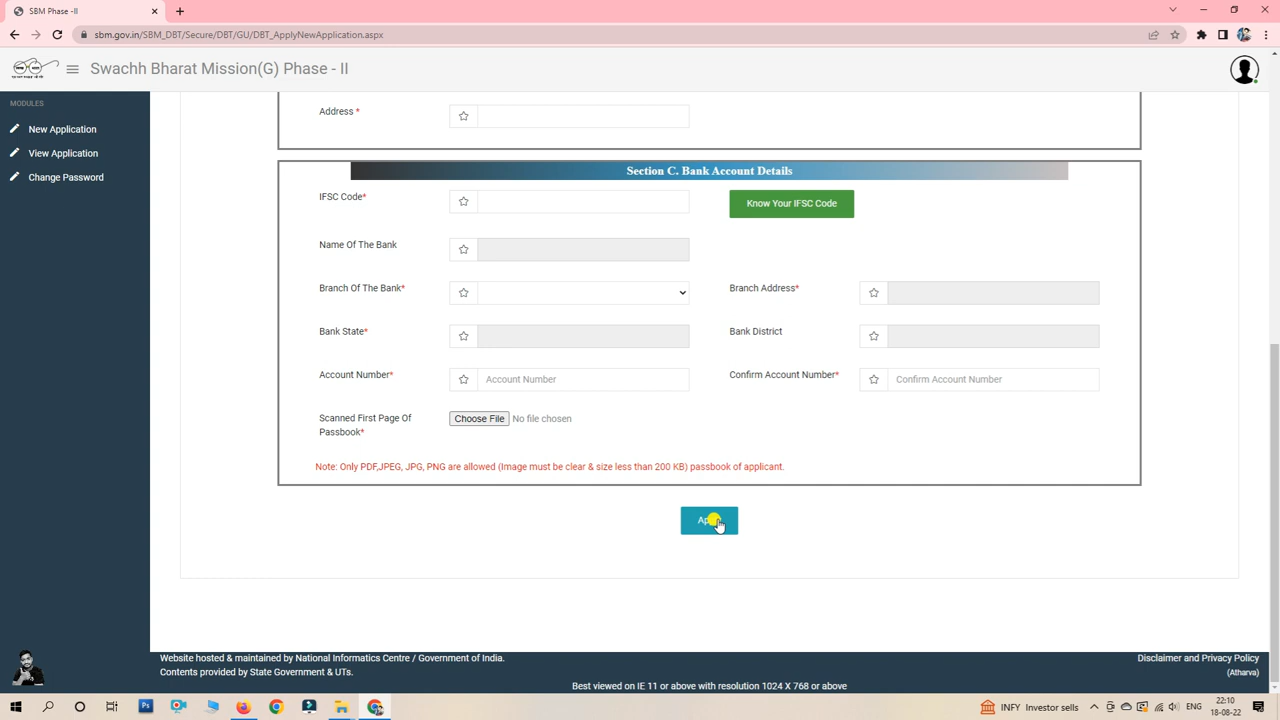 SBM Phase -II
sbm.gov.in/SBM_DBT/Secure/DBT/GU/DBT_ApplyNewApplication.aspx
Swachh Bharat Mission(G) Phase - II
MODULES
New Application
View Application
Change Password
Address *
Section C. Bank Account Details
IFSC Code*
Know Your IFSC Code
Name Of The Bank
Branch Of The Bank*
Branch Address*
Bank State*
Bank District
Account Number*
Account Number
Confirm Account Number*
Confirm Account Number
Scanned First Page Of
Passbook*
Choose File No file chosen
Note: Only PDF,JPEG, JPG, PNG are allowed (Image must be clear & size less than 200 KB) passbook of applicant.
Website hosted & maintained by National Informatics Centre / Government of India.
Contents provided by State Government & UTs.
Disclaimer and Privacy Policy
(Atharva)
Best viewed on IE 11 or above with resolution 1024 X 768 or above
Ps
INFY Investor sells
22:10
18-08-22